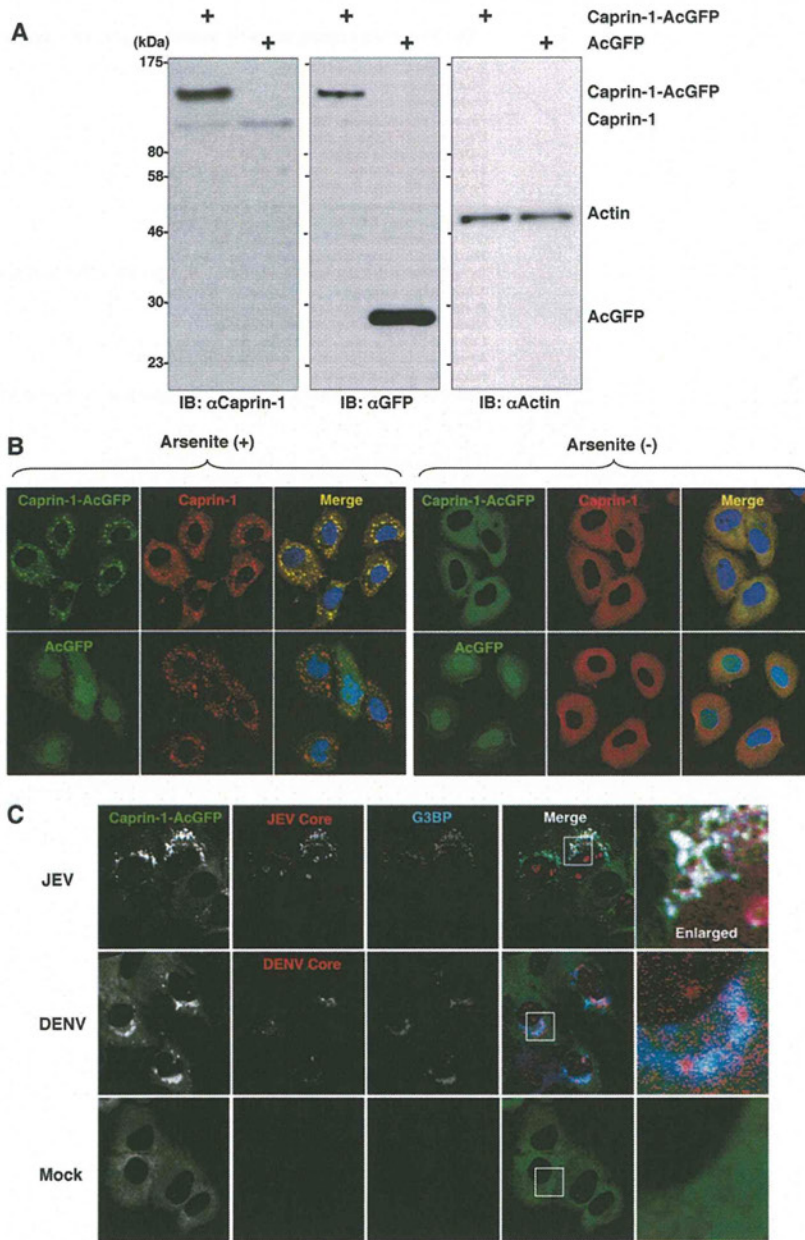 A
+ + + Caprin-1-AcGFP
(kDa) + + + AcGFP
175
80
58
46
30
23
Caprin-1-AcGFP
Caprin-1
Actin
AcGFP
IB: αCaprin-1 IB: αGFP IB: αActin
B
Arsenite (+) Arsenite (-)
Caprin-1-AcGFP Caprin-1 Merge Caprin-1-AcGFP Caprin-1 Merge
AcGFP AcGFP
C
Caprin-1-AcGFP JEV Core G3BP Merge
JEV
Enlarged
DENV Core
DENV
Mock